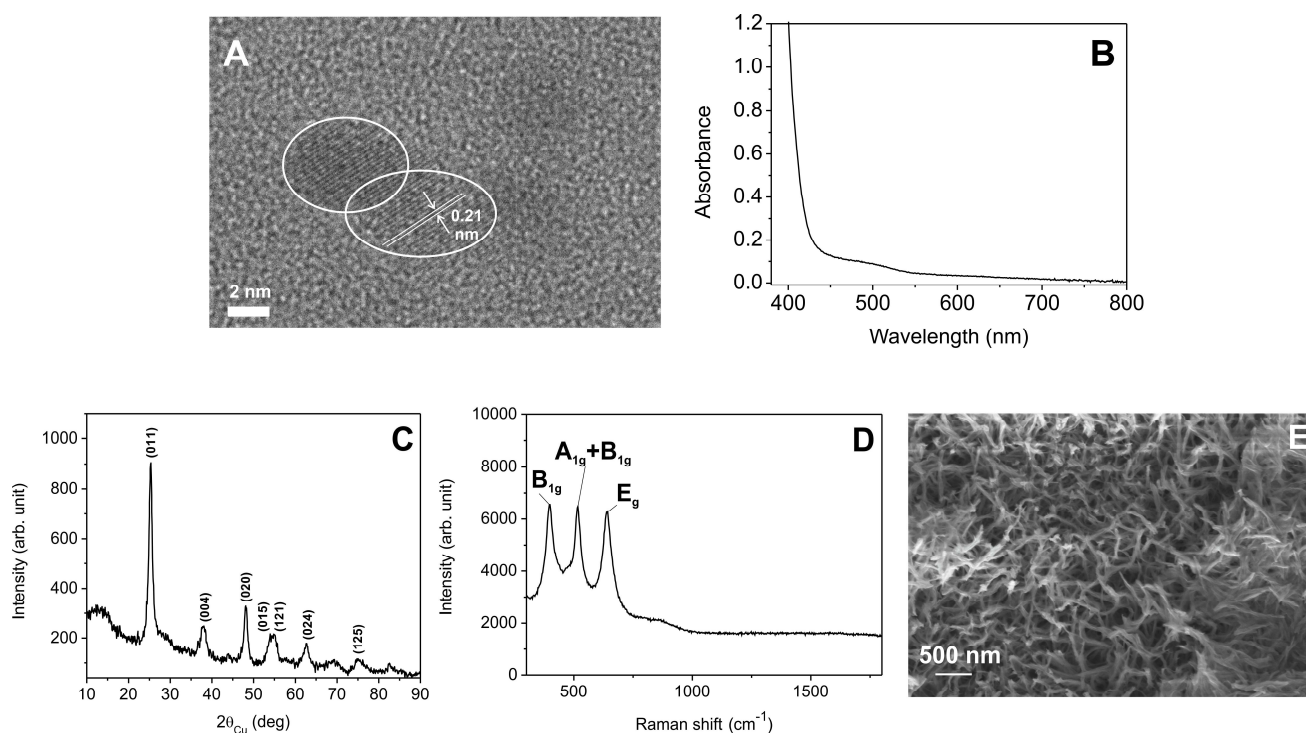 A
0.21
nm
2 nm
B
1.2
1.0
0.8
0.6
0.4
0.2
0.0
Absorbance
400 500 600 700 800
Wavelength (nm)
C
1000
800
600
400
200
Intensity (arb. unit)
(011)
(004)
(020)
(015)
(121)
(024)
(125)
10 20 30 40 50 60 70 80 90
2θCu (deg)
D
10000
8000
6000
4000
2000
0
Intensity (arb. unit)
B1g
A1g+B1g
Eg
500 1000 1500
Raman shift (cm-1)
E
500 nm